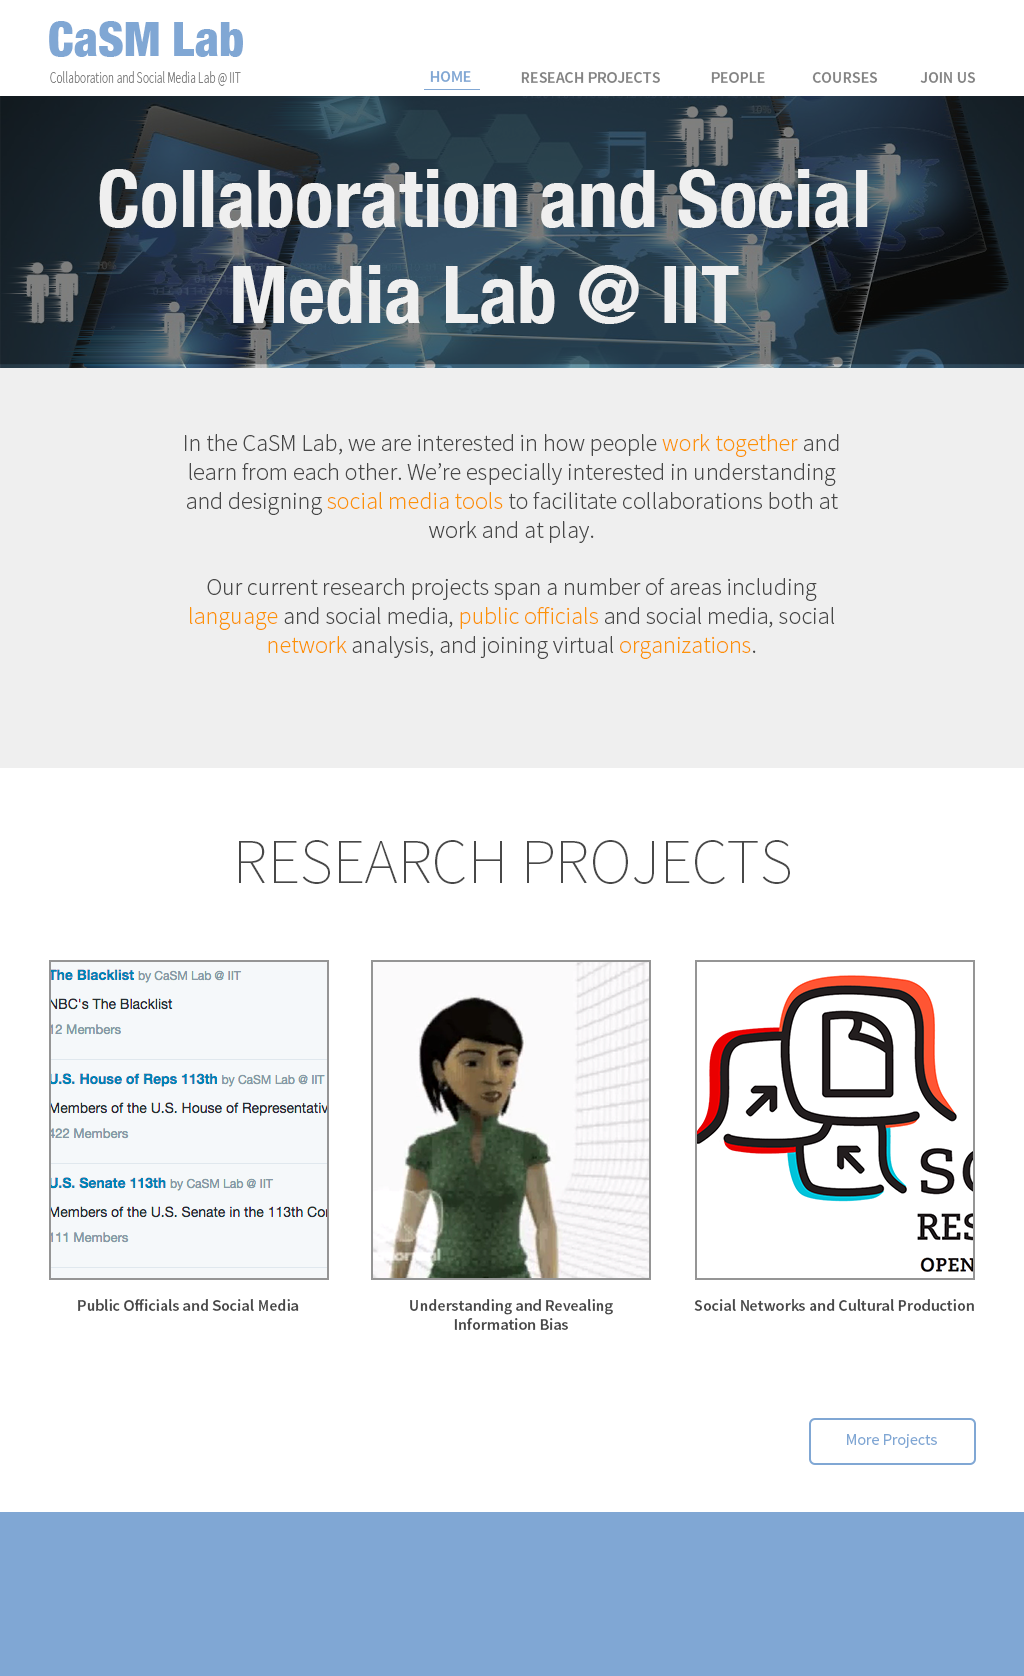 CaSM Lab
Collaboration and Social Media Lab @ IIT
HOME
RESEACH PROJECTS
PEOPLE
COURSES
JOIN US
Collaboration and Social
Media Lab @ IIT
In the CaSM Lab, we are interested in how people work together and
learn from each other. We’re especially interested in understanding
and designing social media tools to facilitate collaborations both at
work and at play.
Our current research projects span a number of areas including
language and social media, public officials and social media, social
network analysis, and joining virtual organizations.
RESEARCH PROJECTS
The Blacklist by CaSM Lab @ IIT
NBC's The Blacklist
12 Members
U.S. House of Reps 113th by CaSM Lab @ IIT
Members of the U.S. House of Representativ
422 Members
U.S. Senate 113th by CaSM Lab @ IIT
Members of the U.S. Senate in the 113th Co
111 Members
SO
RES
OPEN
Public Officials and Social Media
Understanding and Revealing
Information Bias
Social Networks and Cultural Production
More Projects